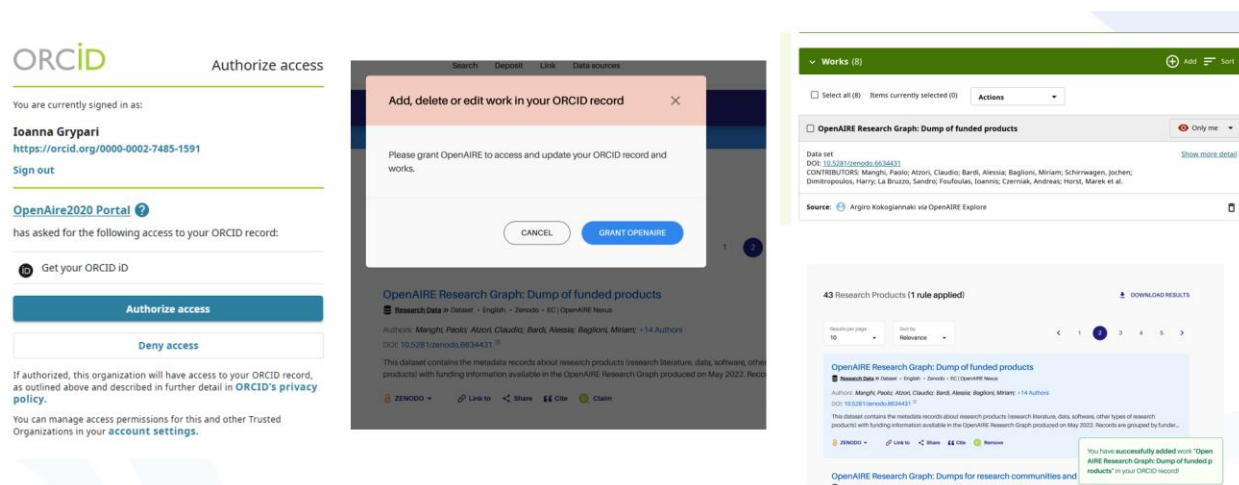 ORCiD
Authorize access
You are currently signed in as:
Ioanna Grypari
https://orcid.org/0000-0002-7485-1591
Sign out
OpenAire2020 Portal ?
has asked for the following access to your ORCID record:
iD Get your ORCID iD
Authorize access
Deny access
If authorized, this organization will have access to your ORCID record,
as outlined above and described in further detail in ORCID's privacy
policy.
You can manage access permissions for this and other Trusted
Organizations in your account settings.
Search Deposit Link Data sources
Add, delete or edit work in your ORCID record
Please grant OpenAIRE to access and update your ORCID record and
works.
CANCEL GRANT OPENAIRE
1 2
OpenAIRE Research Graph: Dump of funded products
Research Data » Dataset • English • Zenodo • EC | OpenAIRE Nexus
Authors: Manghi, Paolo; Atzori, Claudio; Bardi, Alessia; Baglioni, Miriam; +14 Authors
DOI: 10.5281/zenodo.6634431
This dataset contains the metadata records about research products (research literature, data, software, other
products) with funding information available in the OpenAIRE Research Graph produced on May 2022. Reco
ZENODO Link to Share Cite Claim
Works (8) Add Sort
Select all (8) Items currently selected (0) Actions
OpenAIRE Research Graph: Dump of funded products Only me
Data set Show more detail
DOI: 10.5281/zenodo.6634431
CONTRIBUTORS: Manghi, Paolo; Atzori, Claudio; Bardi, Alessia; Baglioni, Miriam; Schirrwagen, Jochen;
Dimitropoulos, Harry; La Bruzzo, Sandro; Foufoulas, Ioannis; Czerniak, Andreas; Horst, Marek et al.
Source: Argiro Kokogiannaki via OpenAIRE Explore
43 Research Products (1 rule applied) DOWNLOAD RESULTS
Results per page Sort by
10 Relevance < 1 2 3 4 5 >
OpenAIRE Research Graph: Dump of funded products
Research Data » Dataset • English • Zenodo • EC | OpenAIRE Nexus
Authors: Manghi, Paolo; Atzori, Claudio; Bardi, Alessia; Baglioni, Miriam; +14 Authors
DOI: 10.5281/zenodo.6634431
This dataset contains the metadata records about research products (research literature, data, software, other types of research
products) with funding information available in the OpenAIRE Research Graph produced on May 2022. Records are grouped by funder...
ZENODO Link to Share Cite Remove
You have successfully added work "Open
AIRE Research Graph: Dump of funded p
roducts" in your ORCID record!
OpenAIRE Research Graph: Dumps for research communities and